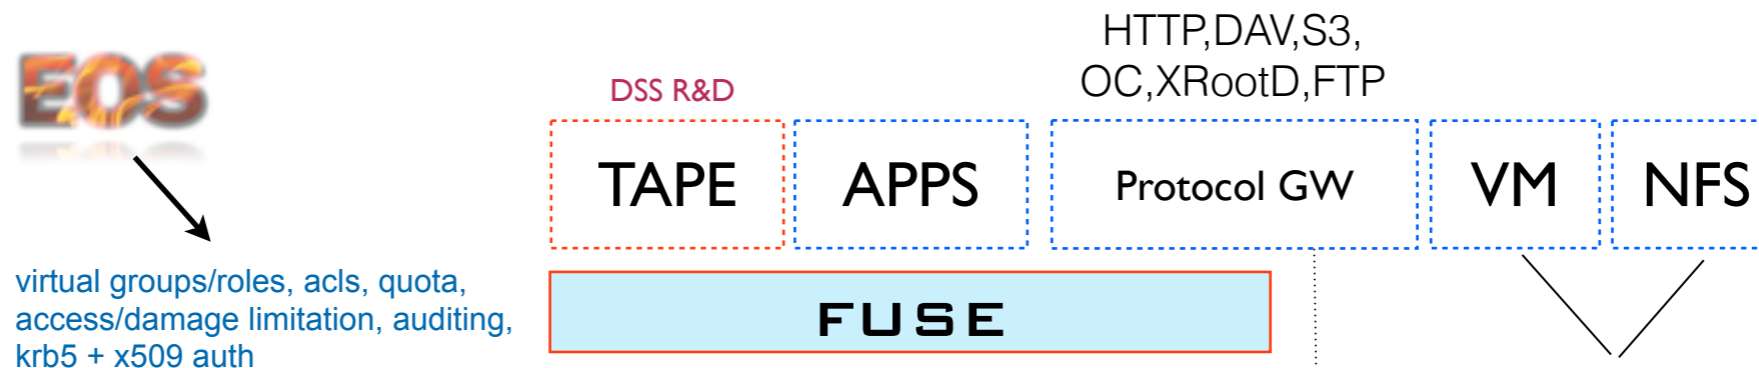 EOS
HTTP,DAV,S3,
OC,XRootD,FTP
DSS R&D
TAPE
APPS
Protocol GW
VM
NFS
FUSE
virtual groups/roles, acls, quota,
access/damage limitation, auditing,
krb5 + x509 auth